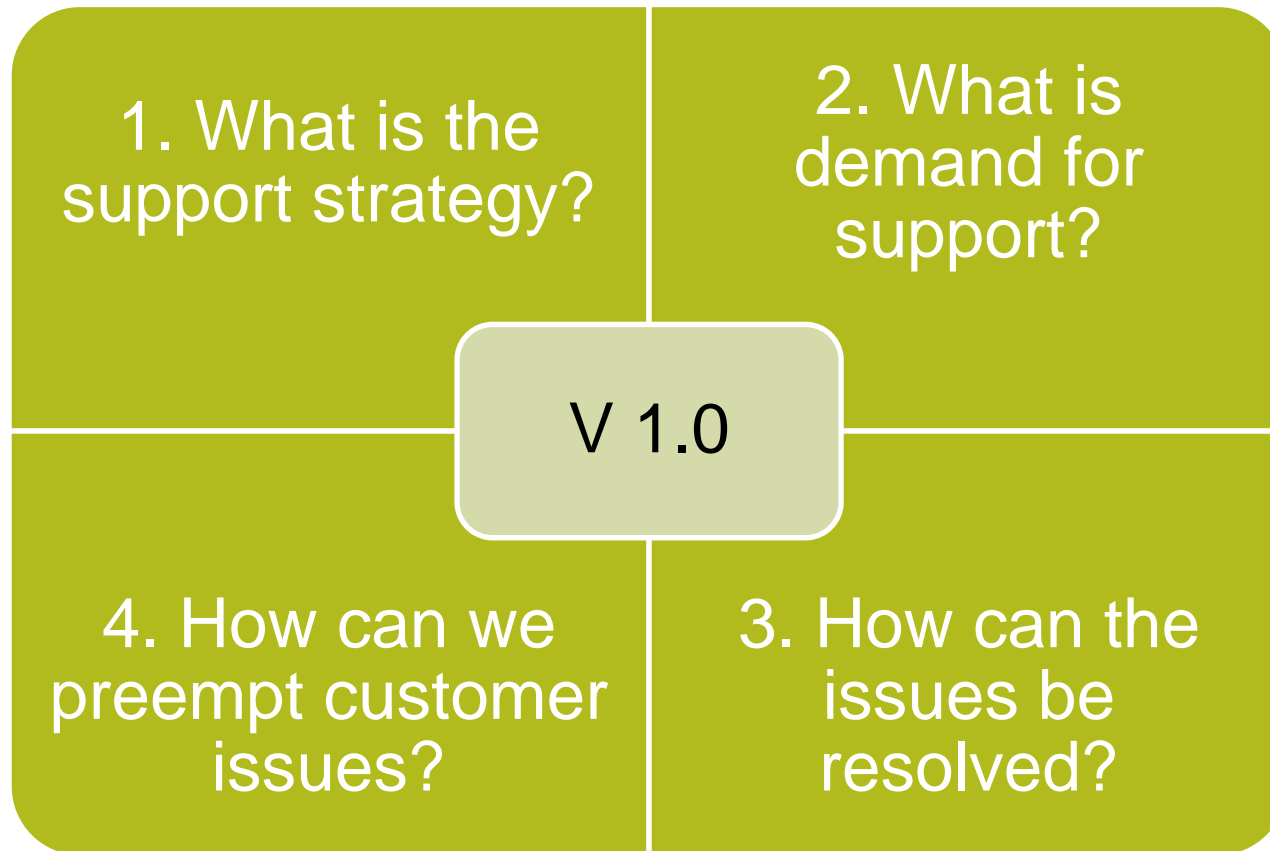 1. What is the
support strategy?
2. What is
demand for
support?
V 1.0
4. How can we
preempt customer
issues?
3. How can the
issues be
resolved?